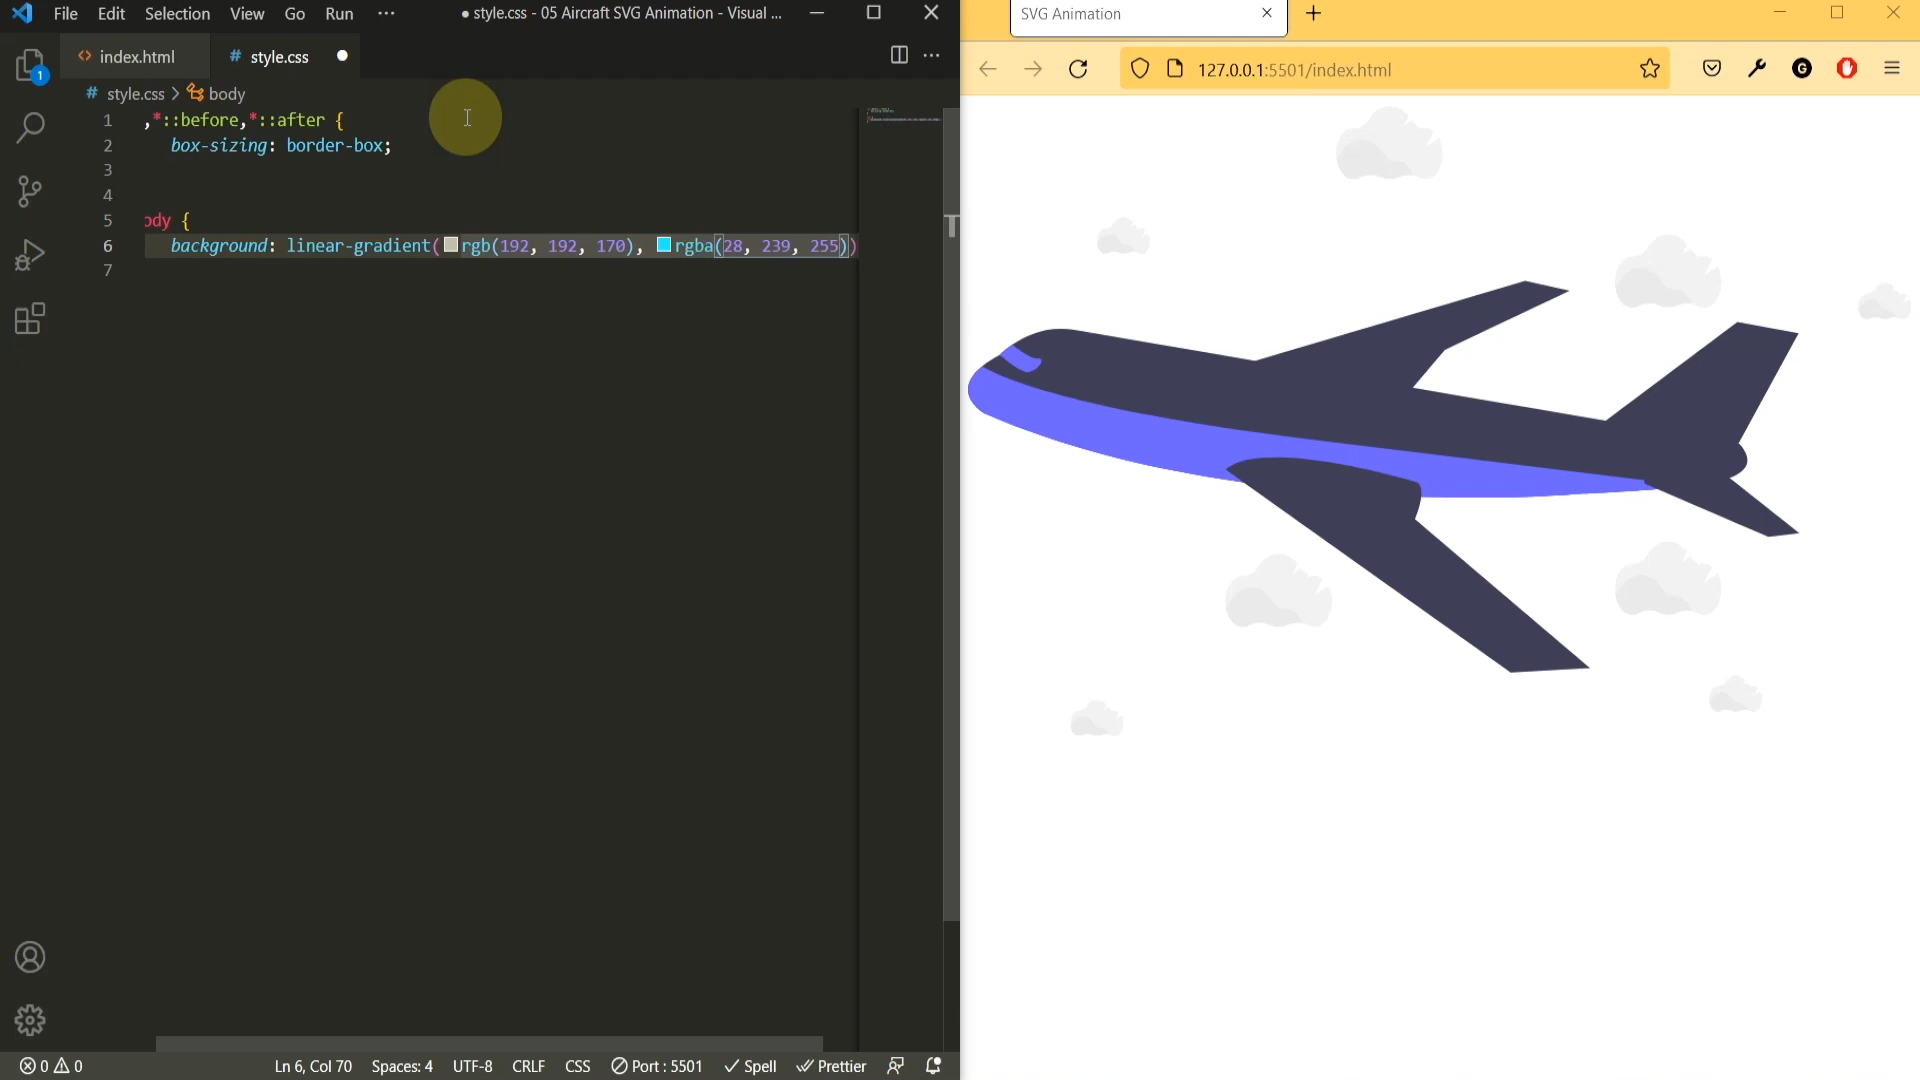 File Edit Selection View Go Run ··· ● style.css - 05 Aircraft SVG Animation - Visual ...
index.html # style.css
1
# style.css > body
1 ,*::before,*::after {
2 box-sizing: border-box;
3
4
5 ody {
6 background: linear-gradient(rgb(192, 192, 170), rgba(28, 239, 255))
7
0 0 Ln 6, Col 70 Spaces: 4 UTF-8 CRLF CSS Port : 5501 Spell Prettier
SVG Animation
127.0.0.1:5501/index.html
G